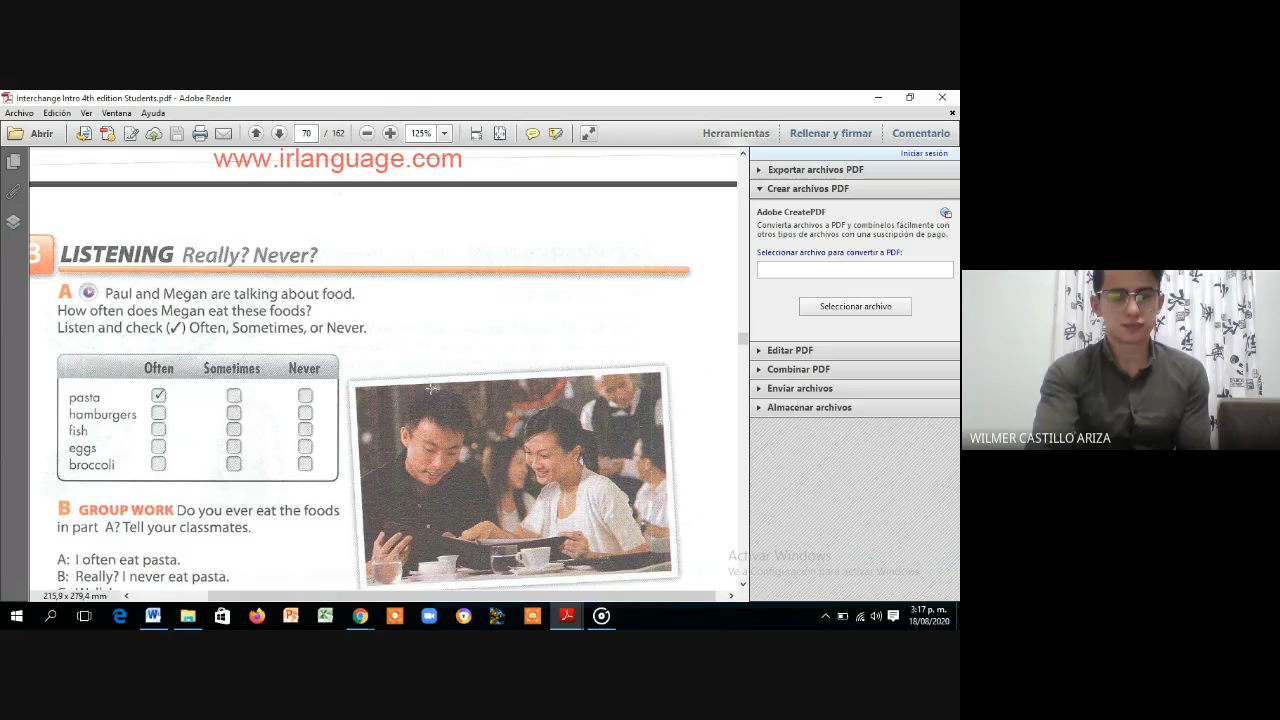 Interchange Intro 4th edition Students.pdf - Adobe Reader
Archivo Edición Ver Ventana Ayuda
Abrir 70 / 162 125% Herramientas Rellenar y firmar Comentario
www.irlanguage.com
3 LISTENING Really? Never?
A Paul and Megan are talking about food.
How often does Megan eat these foods?
Listen and check (✓) Often, Sometimes, or Never.
Often Sometimes Never
pasta ✓
hamburgers
fish
eggs
broccoli
B GROUP WORK Do you ever eat the foods
in part A? Tell your classmates.
A: I often eat pasta.
B: Really? I never eat pasta.
215,9 x 279,4 mm
Iniciar sesión
Exportar archivos PDF
Crear archivos PDF
Adobe CreatePDF
Convierta archivos a PDF y combínelos fácilmente con
otros tipos de archivos con una suscripción de pago.
Seleccionar archivo para convertir a PDF:
Seleccionar archivo
Editar PDF
Combinar PDF
Enviar archivos
Almacenar archivos
Activar Windows
Ve a Configuración para activar Windows.
3:17 p. m.
18/08/2020
WILMER CASTILLO ARIZA